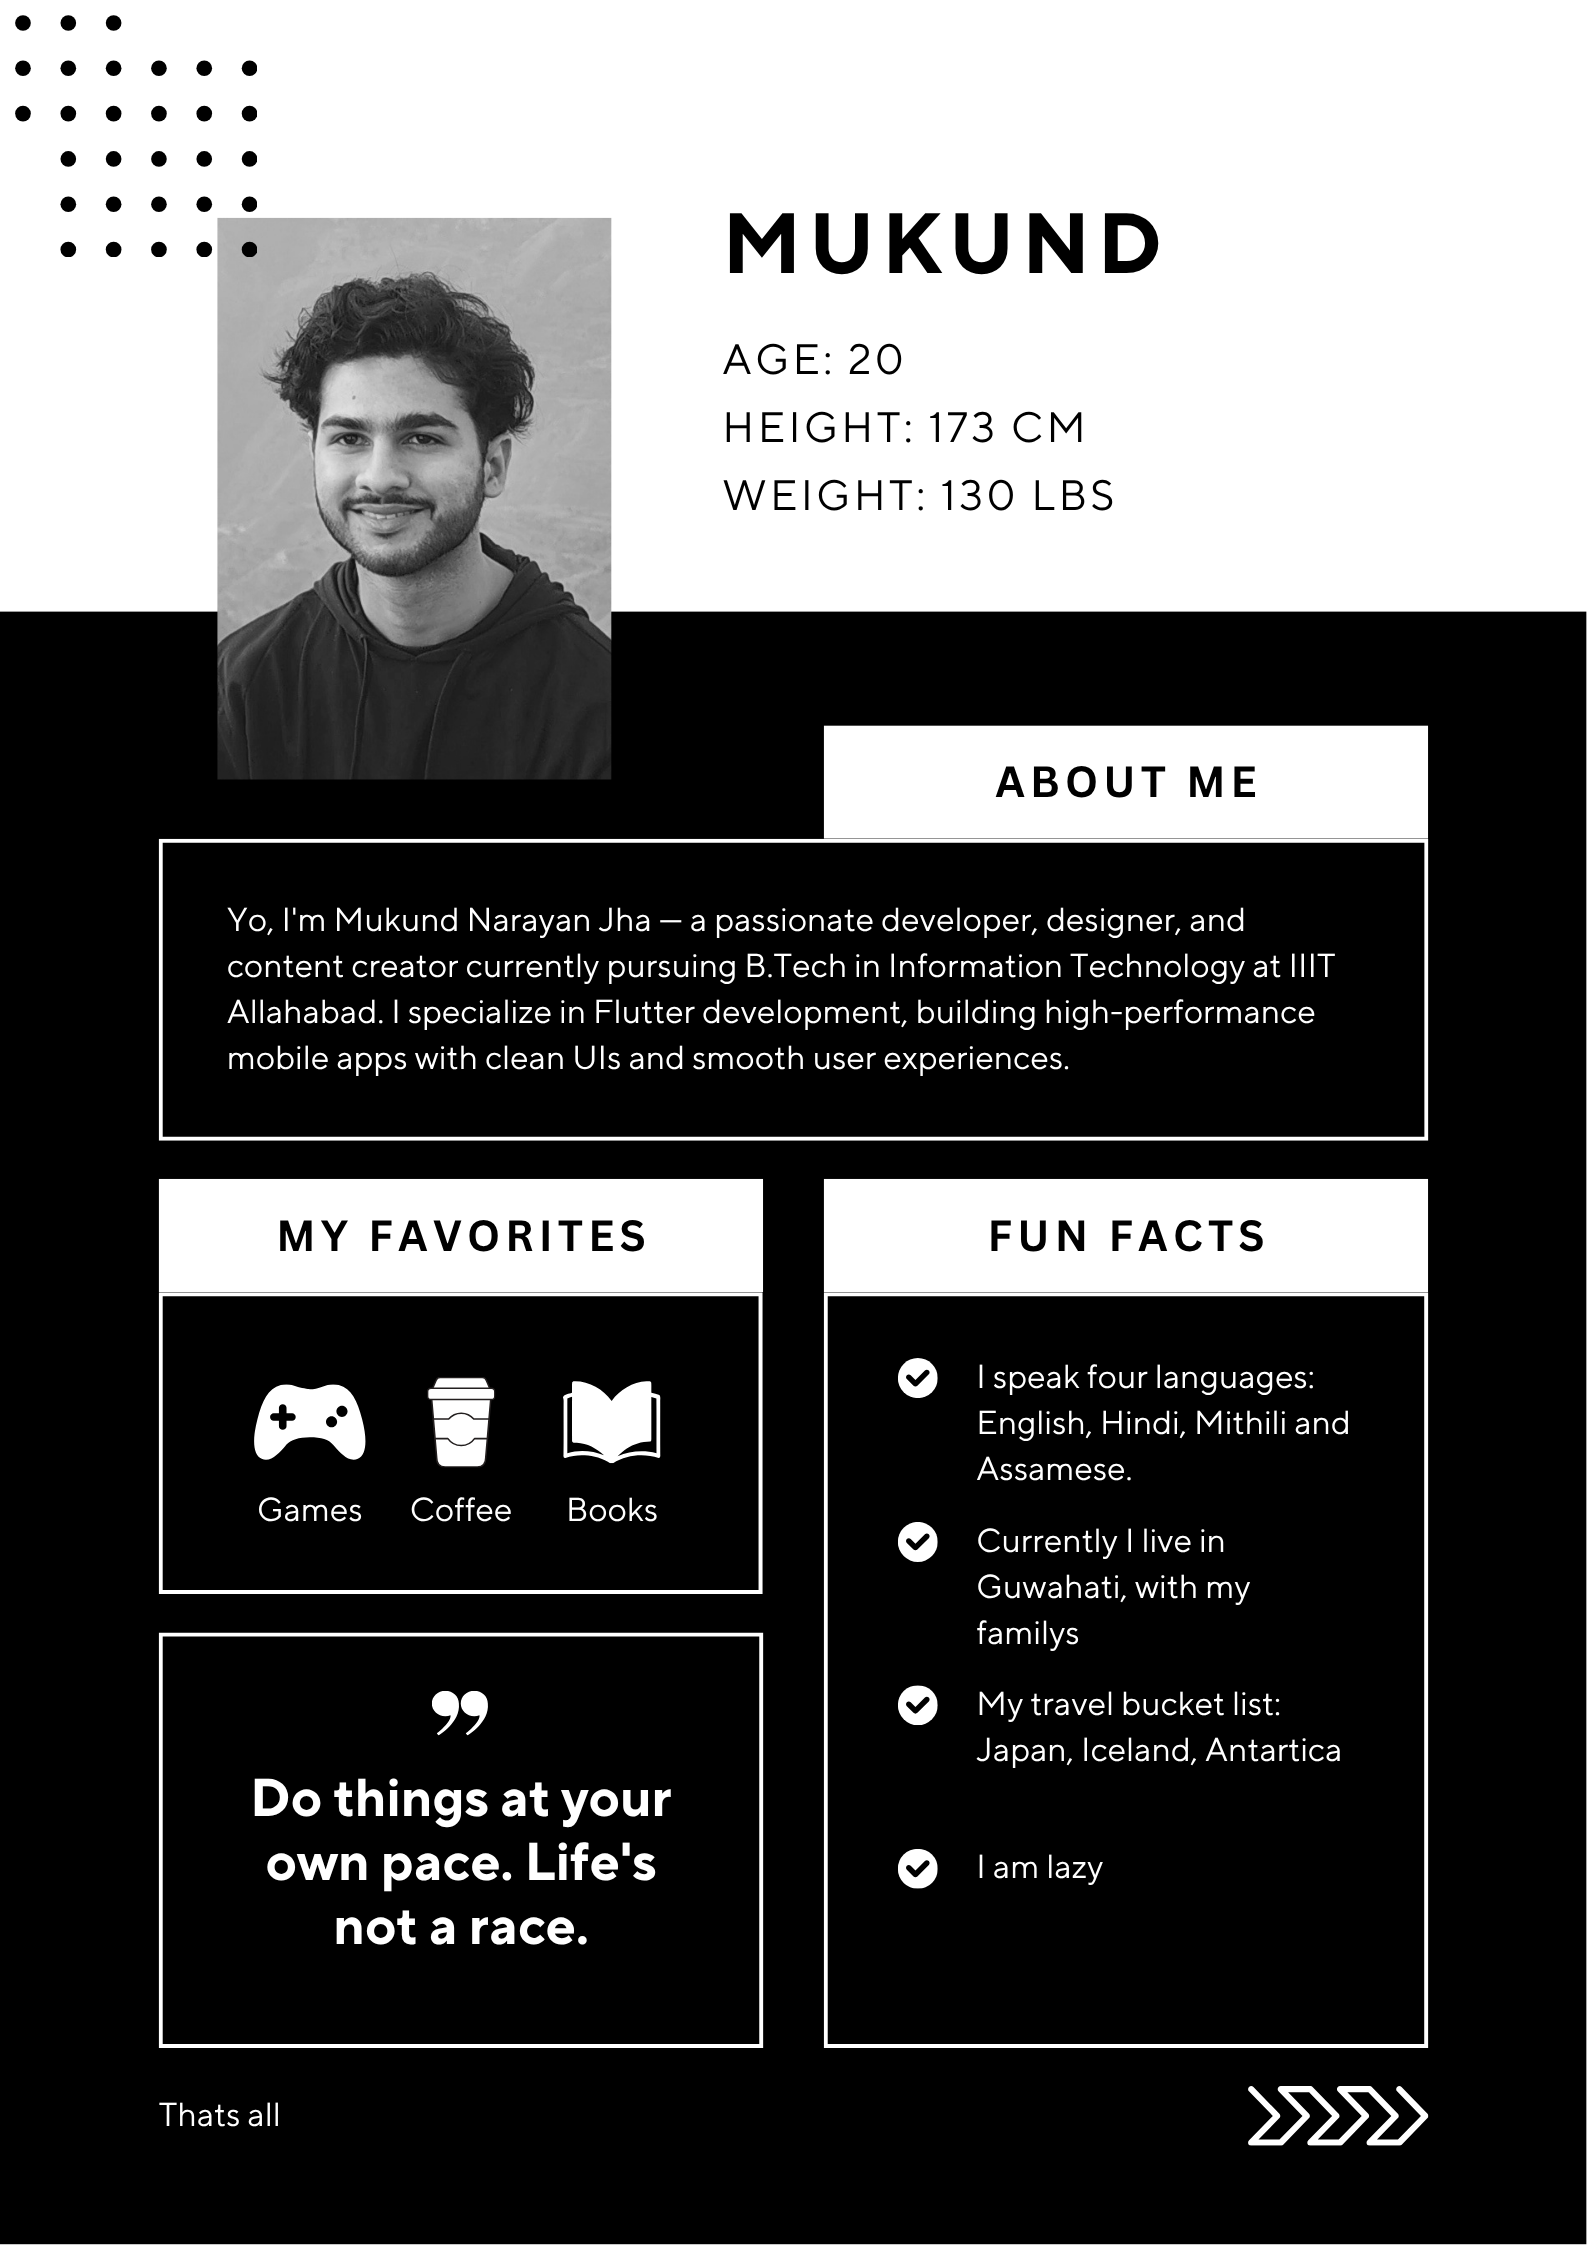 MUKUND
AGE: 20
HEIGHT: 173 CM
WEIGHT: 130 LBS
ABOUT ME
Yo, I'm Mukund Narayan Jha — a passionate developer, designer, and
content creator currently pursuing B.Tech in Information Technology at IIIT
Allahabad. I specialize in Flutter development, building high-performance
mobile apps with clean UIs and smooth user experiences.
MY FAVORITES
Games
Coffee
Books
”
Do things at your
own pace. Life's
not a race.
FUN FACTS
I speak four languages:
English, Hindi, Mithili and
Assamese.
Currently I live in
Guwahati, with my
familys
My travel bucket list:
Japan, Iceland, Antartica
I am lazy
Thats all